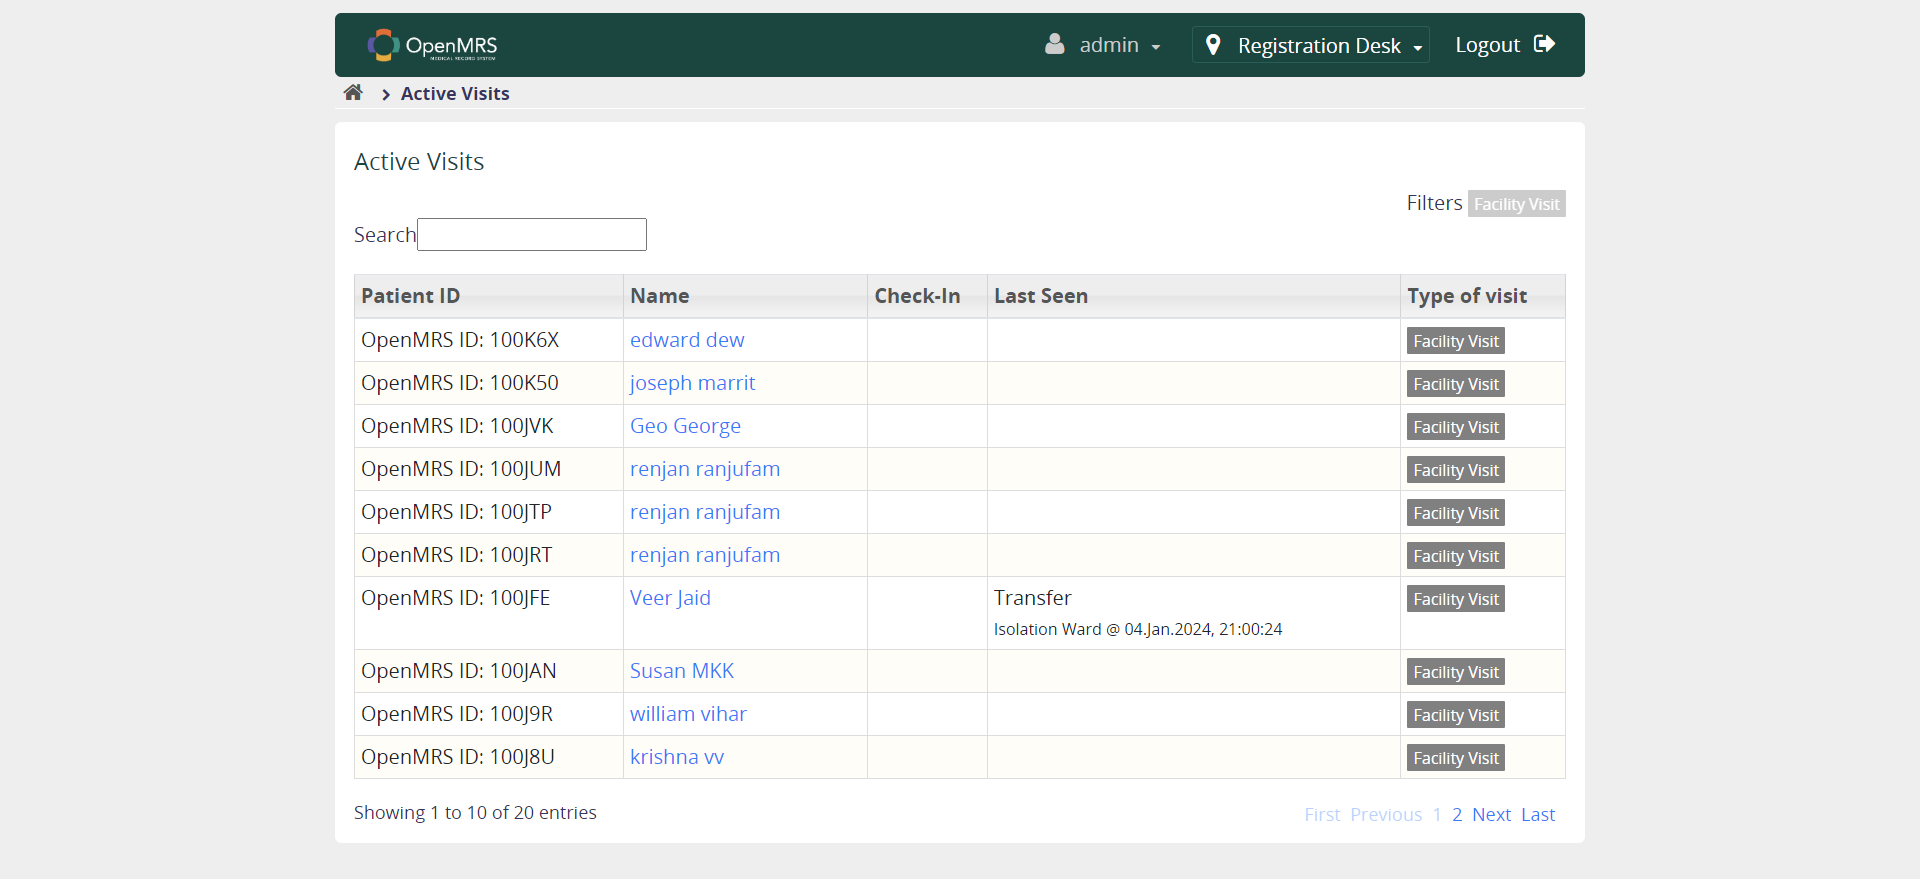 OpenMRS
MEDICAL RECORD SYSTEM
admin
Registration Desk
Logout
Active Visits
Active Visits
Filters Facility Visit
Search
Patient ID Name Check-In Last Seen Type of visit
OpenMRS ID: 100K6X edward dew Facility Visit
OpenMRS ID: 100K50 joseph marrit Facility Visit
OpenMRS ID: 100JVK Geo George Facility Visit
OpenMRS ID: 100JUM renjan ranjufam Facility Visit
OpenMRS ID: 100JTP renjan ranjufam Facility Visit
OpenMRS ID: 100JRT renjan ranjufam Facility Visit
OpenMRS ID: 100JFE Veer Jaid Transfer Facility Visit
Isolation Ward @ 04.Jan.2024, 21:00:24
OpenMRS ID: 100JAN Susan MKK Facility Visit
OpenMRS ID: 100J9R william vihar Facility Visit
OpenMRS ID: 100J8U krishna vv Facility Visit
Showing 1 to 10 of 20 entries
First Previous 1 2 Next Last